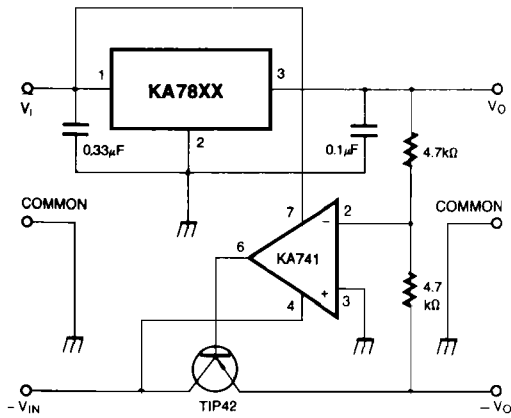 1
KA78XX
3
V_I
2
V_O
0.33μF
0.1μF
4.7kΩ
COMMON
COMMON
7
2
−
6
KA741
4.7
kΩ
4
+
3
−V_IN
TIP42
−V_O